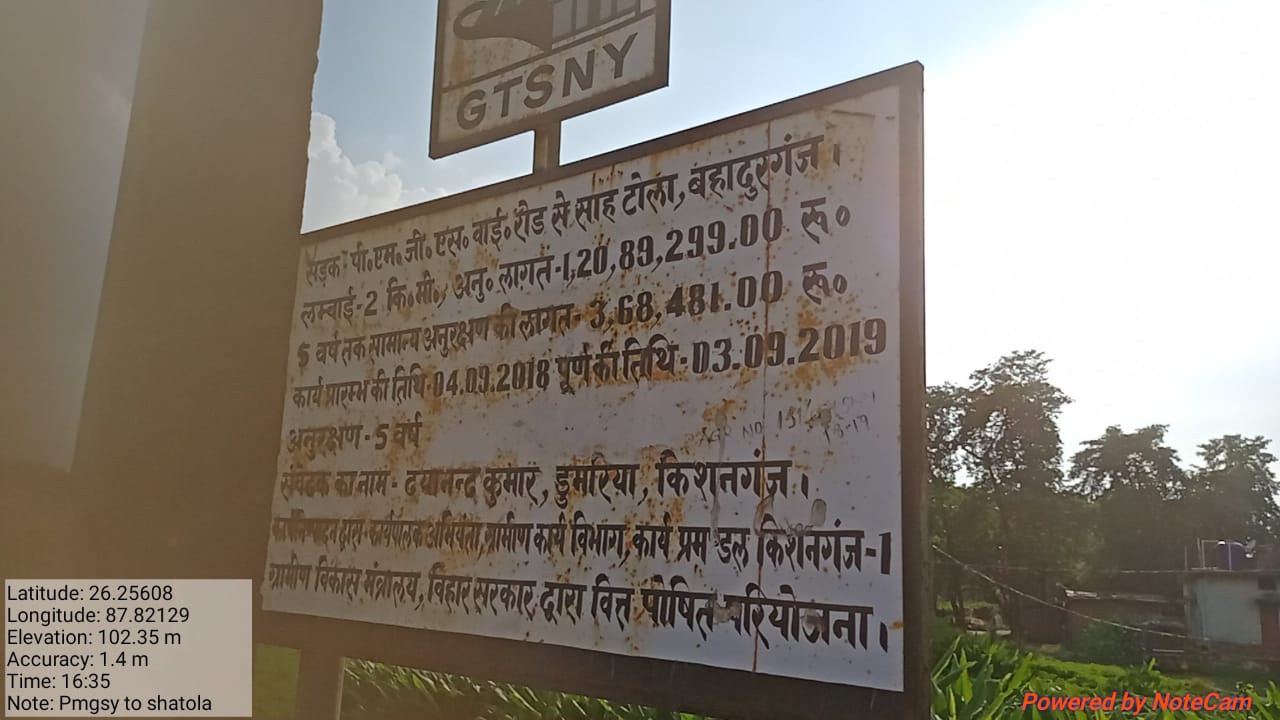 GTSNY
सड़क - पी॰एम॰जी॰एस॰वाई॰रोड से साह टोला, बहादुरगंज।
लम्बाई-2 कि॰मी॰, अनु॰ लागत-1,20,89,299.00 रू॰
5 वर्ष तक सामान्य अनुरक्षण की लागत- 3,68,481.00 रू॰
कार्य प्रारम्भ की तिथि-04.09.2018 पूर्ण की तिथि-03.09.2019
अनुरक्षण-5 वर्ष
संवेदक का नाम- दयानन्द कुमार, डुमरिया, किशनगंज।
द्वारा-कार्यपालक अभियंता, ग्रामीण कार्य विभाग, कार्य प्रमंडल किशनगंज-1
ग्रामीण विकास मंत्रालय, बिहार सरकार द्वारा वित्त पोषित परियोजना।
Latitude: 26.25608
Longitude: 87.82129
Elevation: 102.35 m
Accuracy: 1.4 m
Time: 16:35
Note: Pmgsy to shatola
Powered by NoteCam